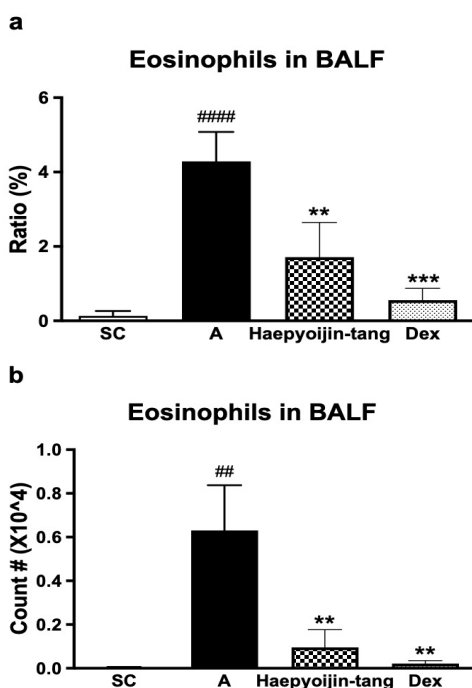 a
Eosinophils in BALF
Ratio (%)
6
4
2
0
####
**
***
SC A Haepyoijin-tang Dex
b
Eosinophils in BALF
Count # (X10^4)
1.0
0.8
0.6
0.4
0.2
0.0
##
**
**
SC A Haepyoijin-tang Dex